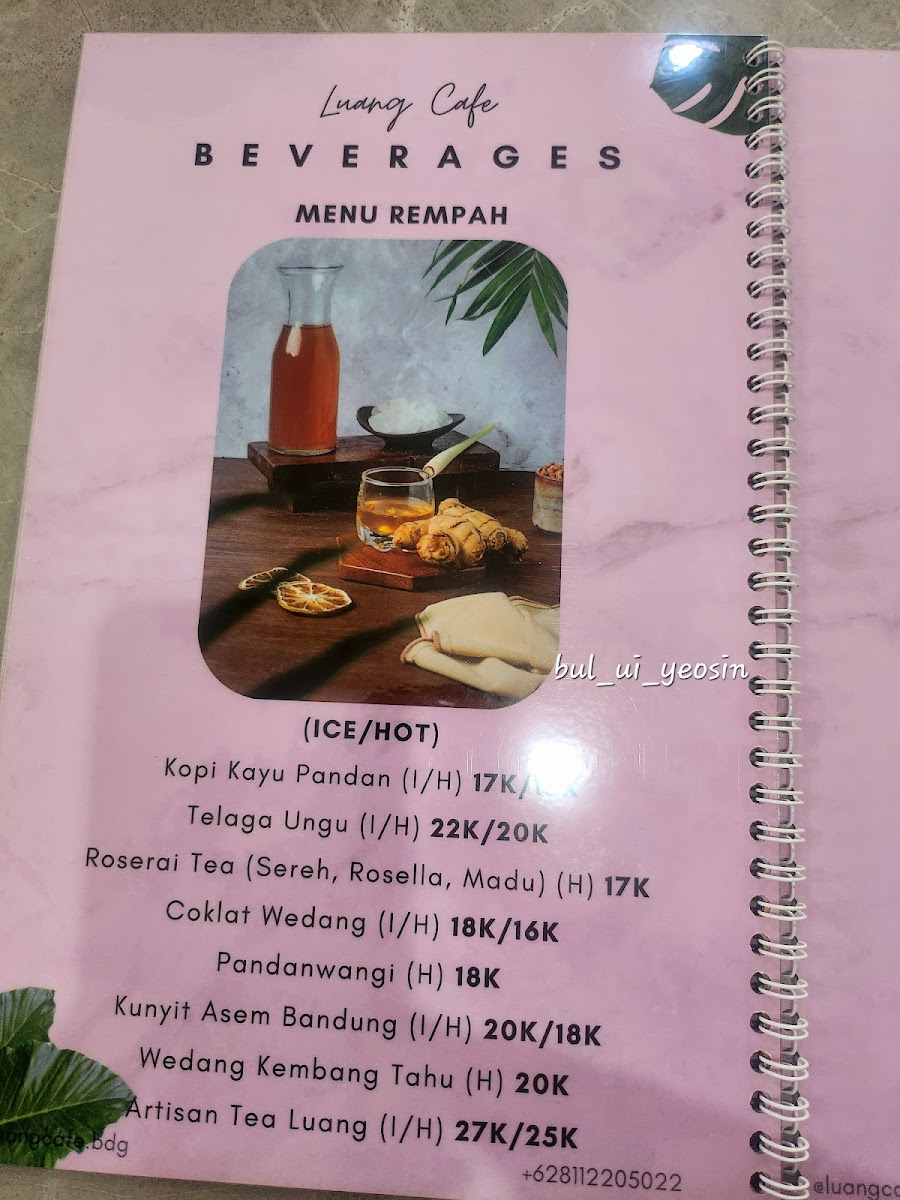 Luang Cafe
BEVERAGES
MENU REMPAH
bul_ui_yeosin
(ICE/HOT)
Kopi Kayu Pandan (I/H) 17K/
Telaga Ungu (I/H) 22K/20K
Roserai Tea (Sereh, Rosella, Madu) (H) 17K
Coklat Wedang (I/H) 18K/16K
Pandanwangi (H) 18K
Kunyit Asem Bandung (I/H) 20K/18K
Wedang Kembang Tahu (H) 20K
Artisan Tea Luang (I/H) 27K/25K
+628112205022